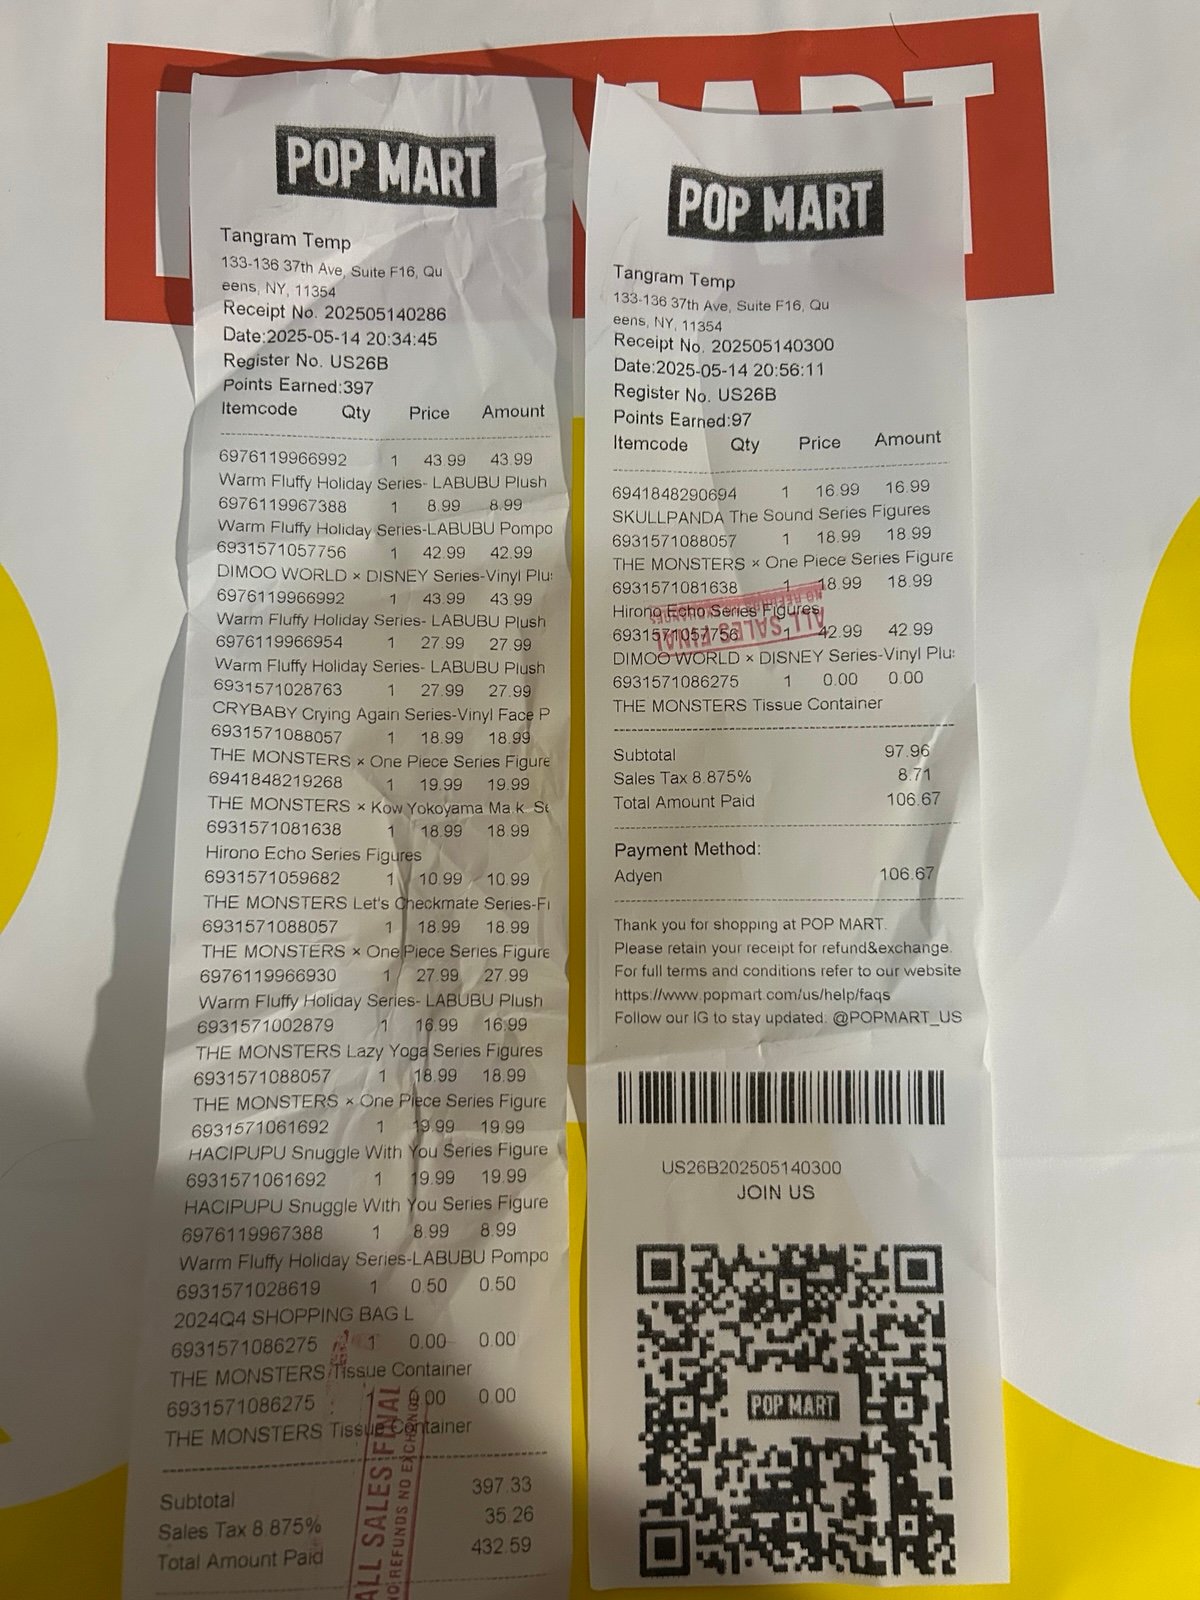 POP MART
Tangram Temp
133-136 37th Ave, Suite F16, Qu
eens, NY, 11354
Receipt No. 202505140286
Date:2025-05-14 20:34:45
Register No. US26B
Points Earned:397
Itemcode Qty Price Amount
6976119966992 1 43.99 43.99
Warm Fluffy Holiday Series- LABUBU Plush
6976119967388 1 8.99 8.99
Warm Fluffy Holiday Series-LABUBU Pompo
6931571057756 1 42.99 42.99
DIMOO WORLD × DISNEY Series-Vinyl Plu
6976119966992 1 43.99 43.99
Warm Fluffy Holiday Series- LABUBU Plush
6976119966954 1 27.99 27.99
Warm Fluffy Holiday Series- LABUBU Plush
6931571028763 1 27.99 27.99
CRYBABY Crying Again Series-Vinyl Face P
6931571088057 1 18.99 18.99
THE MONSTERS × One Piece Series Figure
6941848219268 1 19.99 19.99
THE MONSTERS × Kow Yokoyama Ma.k. Se
6931571081638 1 18.99 18.99
Hirono Echo Series Figures
6931571059682 1 10.99 10.99
THE MONSTERS Let's Checkmate Series-Fi
6931571088057 1 18.99 18.99
THE MONSTERS × One Piece Series Figure
6976119966930 1 27.99 27.99
Warm Fluffy Holiday Series- LABUBU Plush
6931571002879 1 16.99 16.99
THE MONSTERS Lazy Yoga Series Figures
6931571088057 1 18.99 18.99
THE MONSTERS × One Piece Series Figure
6931571061692 1 19.99 19.99
HACIPUPU Snuggle With You Series Figure
6931571061692 1 19.99 19.99
HACIPUPU Snuggle With You Series Figure
6976119967388 1 8.99 8.99
Warm Fluffy Holiday Series-LABUBU Pompo
6931571028619 1 0.50 0.50
2024Q4 SHOPPING BAG L
6931571086275 1 0.00 0.00
THE MONSTERS Tissue Container
6931571086275 1 0.00 0.00
THE MONSTERS Tissue Container
Subtotal 397.33
Sales Tax 8.875% 35.26
Total Amount Paid 432.59
ALL SALES FINAL
NO REFUNDS NO EXCHANGE
POP MART
Tangram Temp
133-136 37th Ave, Suite F16, Qu
eens, NY, 11354
Receipt No. 202505140300
Date:2025-05-14 20:56:11
Register No. US26B
Points Earned:97
Itemcode Qty Price Amount
6941848290694 1 16.99 16.99
SKULLPANDA The Sound Series Figures
6931571088057 1 18.99 18.99
THE MONSTERS × One Piece Series Figure
6931571081638 1 18.99 18.99
Hirono Echo Series Figures
6931571057756 1 42.99 42.99
DIMOO WORLD × DISNEY Series-Vinyl Plu
6931571086275 1 0.00 0.00
THE MONSTERS Tissue Container
ALL SALES FINAL
Subtotal 97.96
Sales Tax 8.875% 8.71
Total Amount Paid 106.67
Payment Method:
Adyen 106.67
Thank you for shopping at POP MART.
Please retain your receipt for refund&exchange.
For full terms and conditions refer to our website
https://www.popmart.com/us/help/faqs
Follow our IG to stay updated: @POPMART_US
US26B202505140300
JOIN US
POP MART